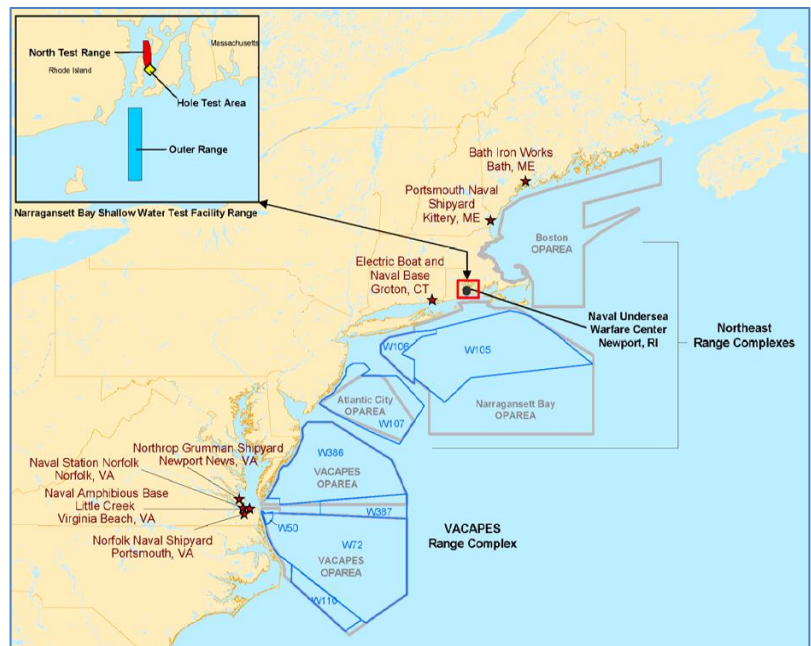 North Test Range
Massachusetts
Rhode Island
Hole Test Area
Outer Range
Narragansett Bay Shallow Water Test Facility Range
Bath Iron Works
Bath, ME
Portsmouth Naval
Shipyard
Kittery, ME
Boston
OPAREA
Electric Boat and
Naval Base
Groton, CT
Naval Undersea
Warfare Center
Newport, RI
Northeast
Range Complexes
W106
W105
Atlantic City
OPAREA
Narragansett Bay
OPAREA
W107
Northrop Grumman Shipyard
Newport News, VA
Naval Station Norfolk
Norfolk, VA
Naval Amphibious Base
Little Creek
Virginia Beach, VA
Norfolk Naval Shipyard
Portsmouth, VA
W386
VACAPES
OPAREA
W387
W50
VACAPES
Range Complex
W72
VACAPES
OPAREA
W110